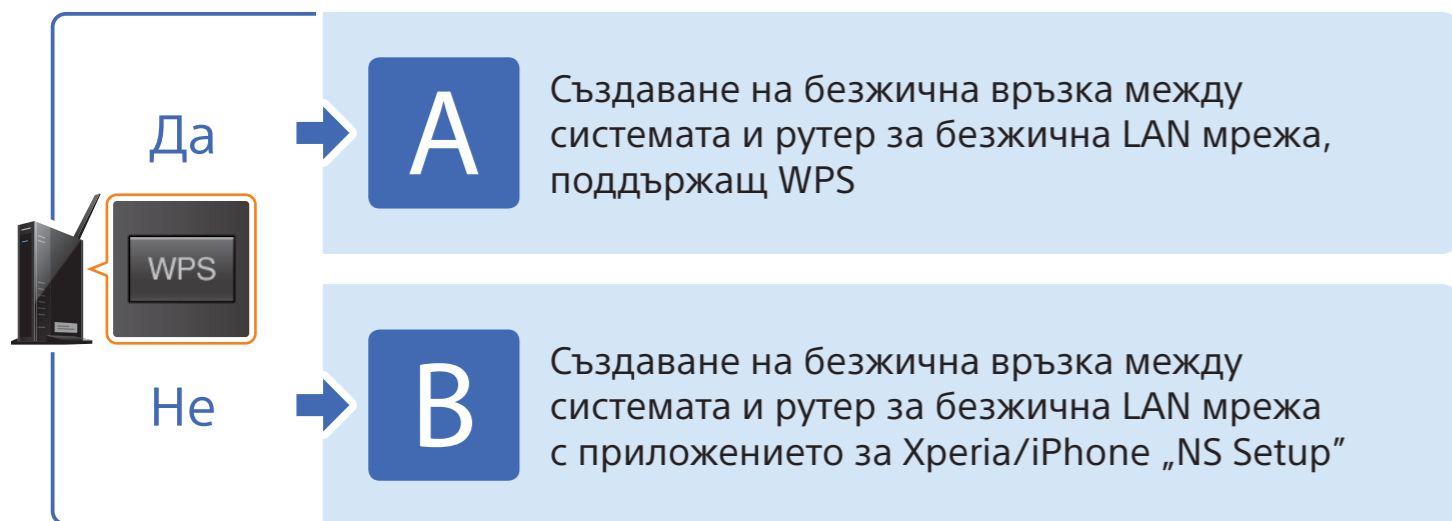 Да
A
Създаване на безжична връзка между
системата и рутер за безжична LAN мрежа,
поддържащ WPS
WPS
Не
B
Създаване на безжична връзка между
системата и рутер за безжична LAN мрежа
с приложението за Xperia/iPhone „NS Setup”